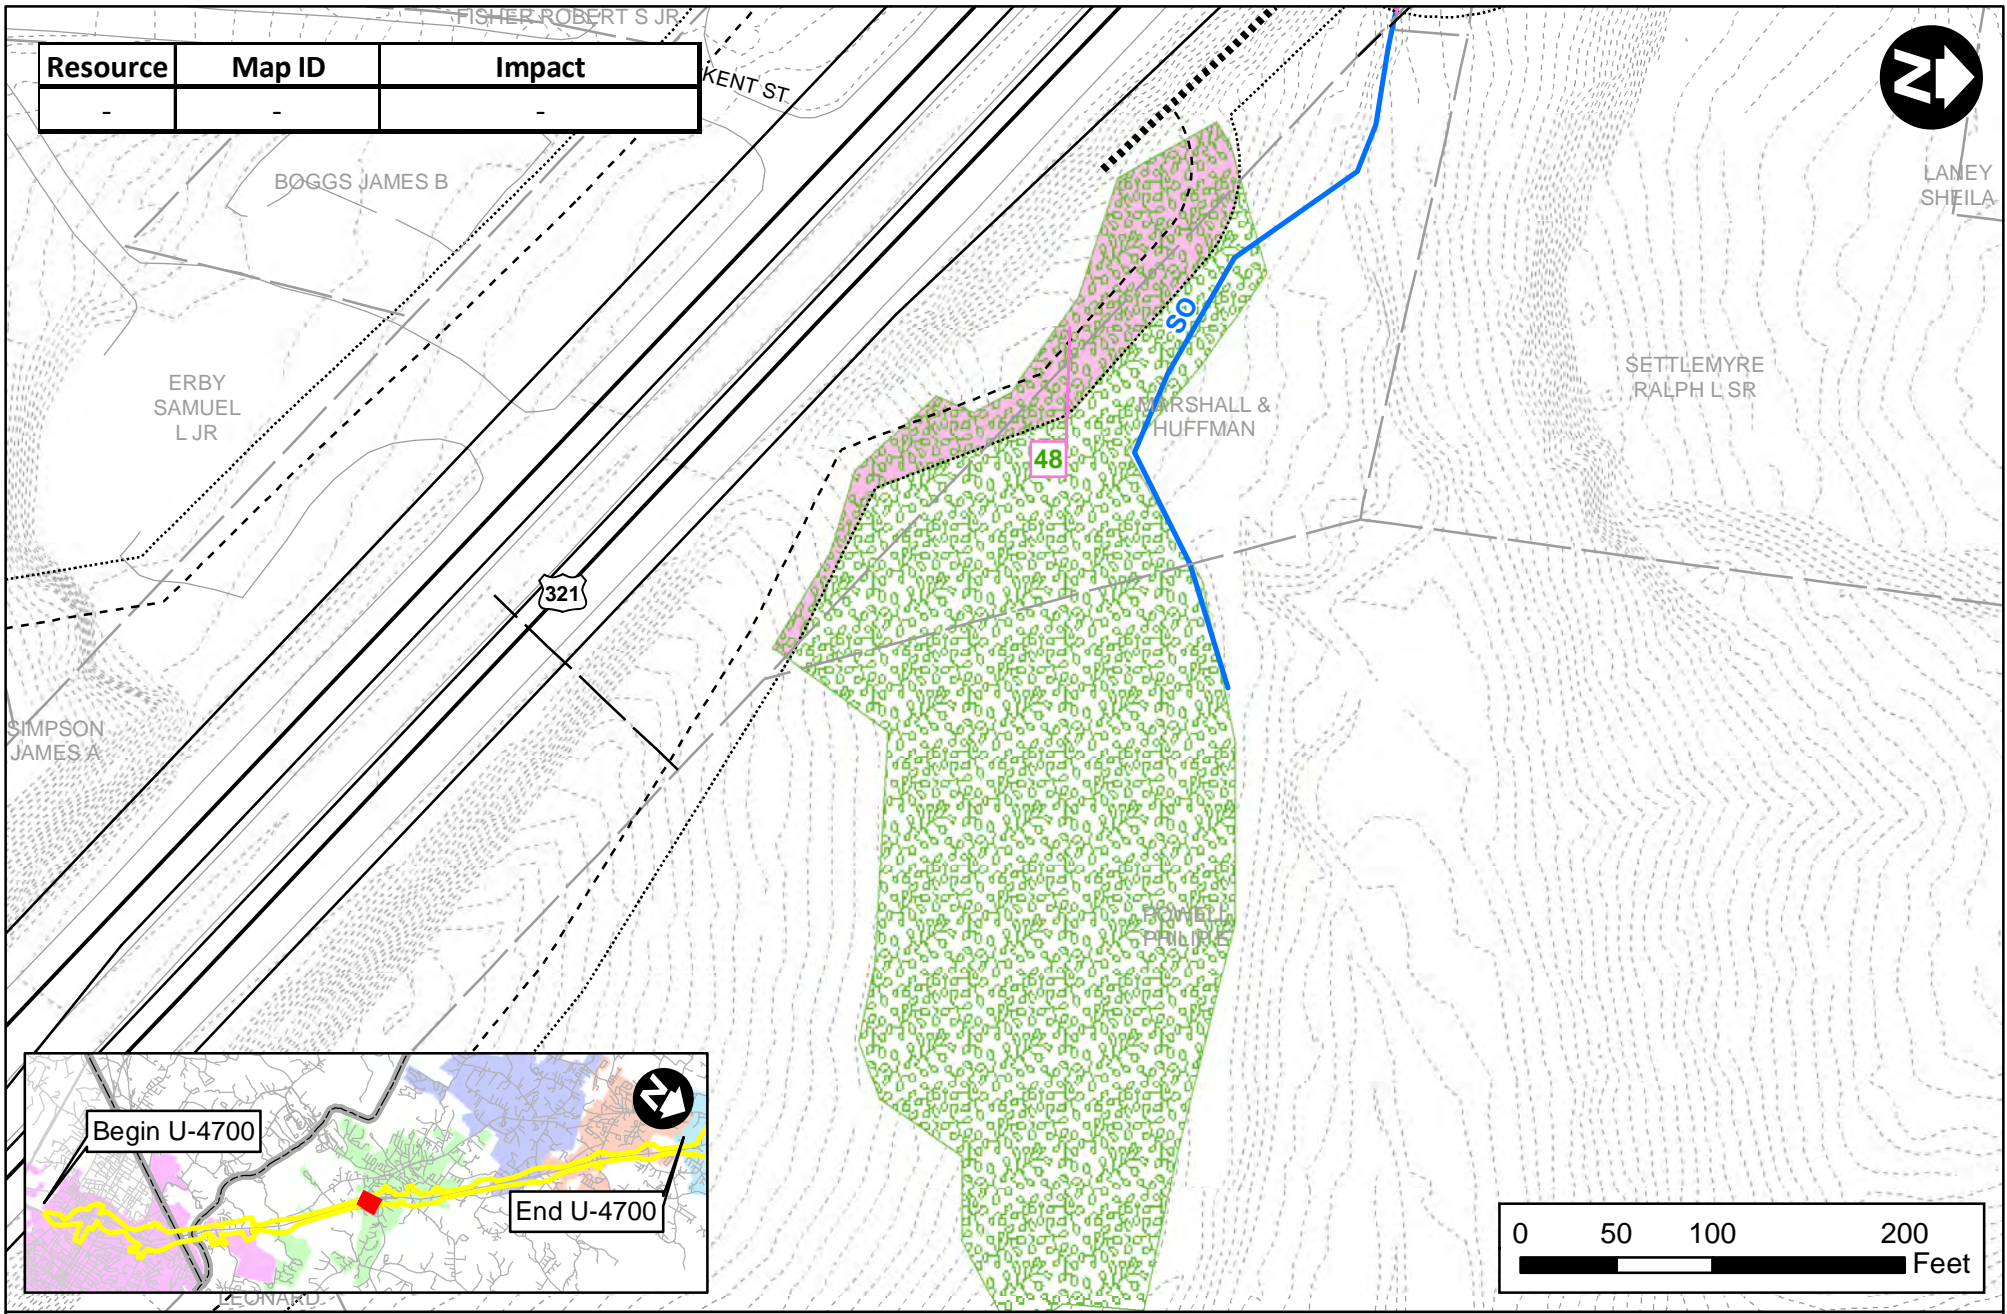 FISHER ROBERT S JR
Resource Map ID Impact
- - -
KENT ST
N
BOGGS JAMES B
LANEY
SHEILA
ERBY
SAMUEL
L JR
SO
SETTLEMYRE
RALPH L SR
MARSHALL &
HUFFMAN
48
321
SIMPSON
JAMES A
POWELL
PHILIP E
N
Begin U-4700
End U-4700
0 50 100 200
Feet
LEONARD